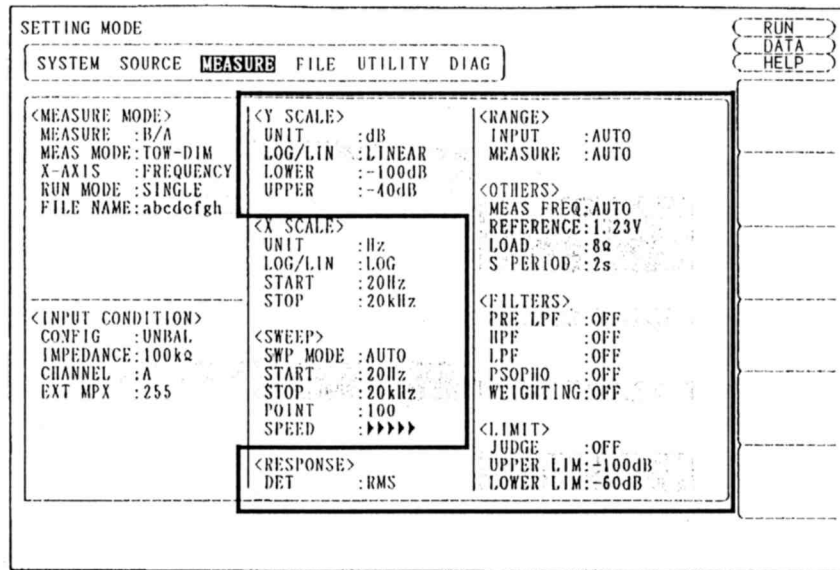 SETTING MODE
SYSTEM SOURCE MEASURE FILE UTILITY DIAG
RUN
DATA
HELP
<MEASURE MODE>
MEASURE :B/A
MEAS MODE:TOW-DIM
X-AXIS :FREQUENCY
RUN MODE :SINGLE
FILE NAME:abcdefgh
<INPUT CONDITION>
CONFIG :UNBAL
IMPEDANCE:100kΩ
CHANNEL :A
EXT MPX :255
<Y SCALE>
UNIT :dB
LOG/LIN :LINEAR
LOWER :-100dB
UPPER :-40dB
<X SCALE>
UNIT :Hz
LOG/LIN :LOG
START :20Hz
STOP :20kHz
<SWEEP>
SWP MODE :AUTO
START :20Hz
STOP :20kHz
POINT :100
SPEED :
<RESPONSE>
DET :RMS
<RANGE>
INPUT :AUTO
MEASURE :AUTO
<OTHERS>
MEAS FREQ:AUTO
REFERENCE:1.23V
LOAD :8Ω
S PERIOD :2s
<FILTERS>
PRE LPF :OFF
HPF :OFF
LPF :OFF
PSOPHO :OFF
WEIGHTING:OFF
<LIMIT>
JUDGE :OFF
UPPER LIM:-100dB
LOWER LIM:-60dB